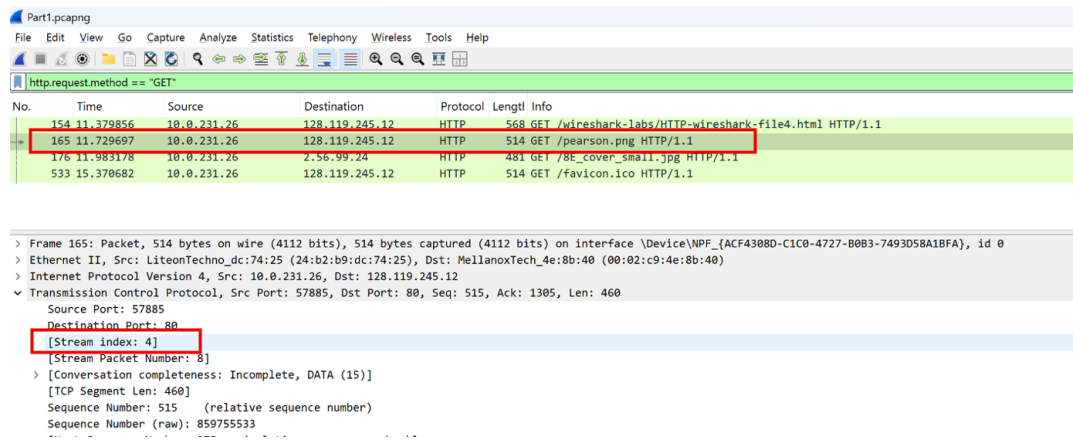 Part1.pcapng
File Edit View Go Capture Analyze Statistics Telephony Wireless Tools Help
http.request.method == "GET"
No. Time Source Destination Protocol Lengtl Info
154 11.379856 10.0.231.26 128.119.245.12 HTTP 568 GET /wireshark-labs/HTTP-wireshark-file4.html HTTP/1.1
165 11.729697 10.0.231.26 128.119.245.12 HTTP 514 GET /pearson.png HTTP/1.1
176 11.983178 10.0.231.26 2.56.99.24 HTTP 481 GET /8E_cover_small.jpg HTTP/1.1
533 15.370682 10.0.231.26 128.119.245.12 HTTP 514 GET /favicon.ico HTTP/1.1
Frame 165: Packet, 514 bytes on wire (4112 bits), 514 bytes captured (4112 bits) on interface \Device\NPF_{ACF4308D-C1C0-4727-B0B3-7493D58A1BFA}, id 0
Ethernet II, Src: LiteonTechno_dc:74:25 (24:b2:b9:dc:74:25), Dst: MellanoxTech_4e:8b:40 (00:02:c9:4e:8b:40)
Internet Protocol Version 4, Src: 10.0.231.26, Dst: 128.119.245.12
Transmission Control Protocol, Src Port: 57885, Dst Port: 80, Seq: 515, Ack: 1305, Len: 460
Source Port: 57885
Destination Port: 80
[Stream index: 4]
[Stream Packet Number: 8]
[Conversation completeness: Incomplete, DATA (15)]
[TCP Segment Len: 460]
Sequence Number: 515 (relative sequence number)
Sequence Number (raw): 859755533